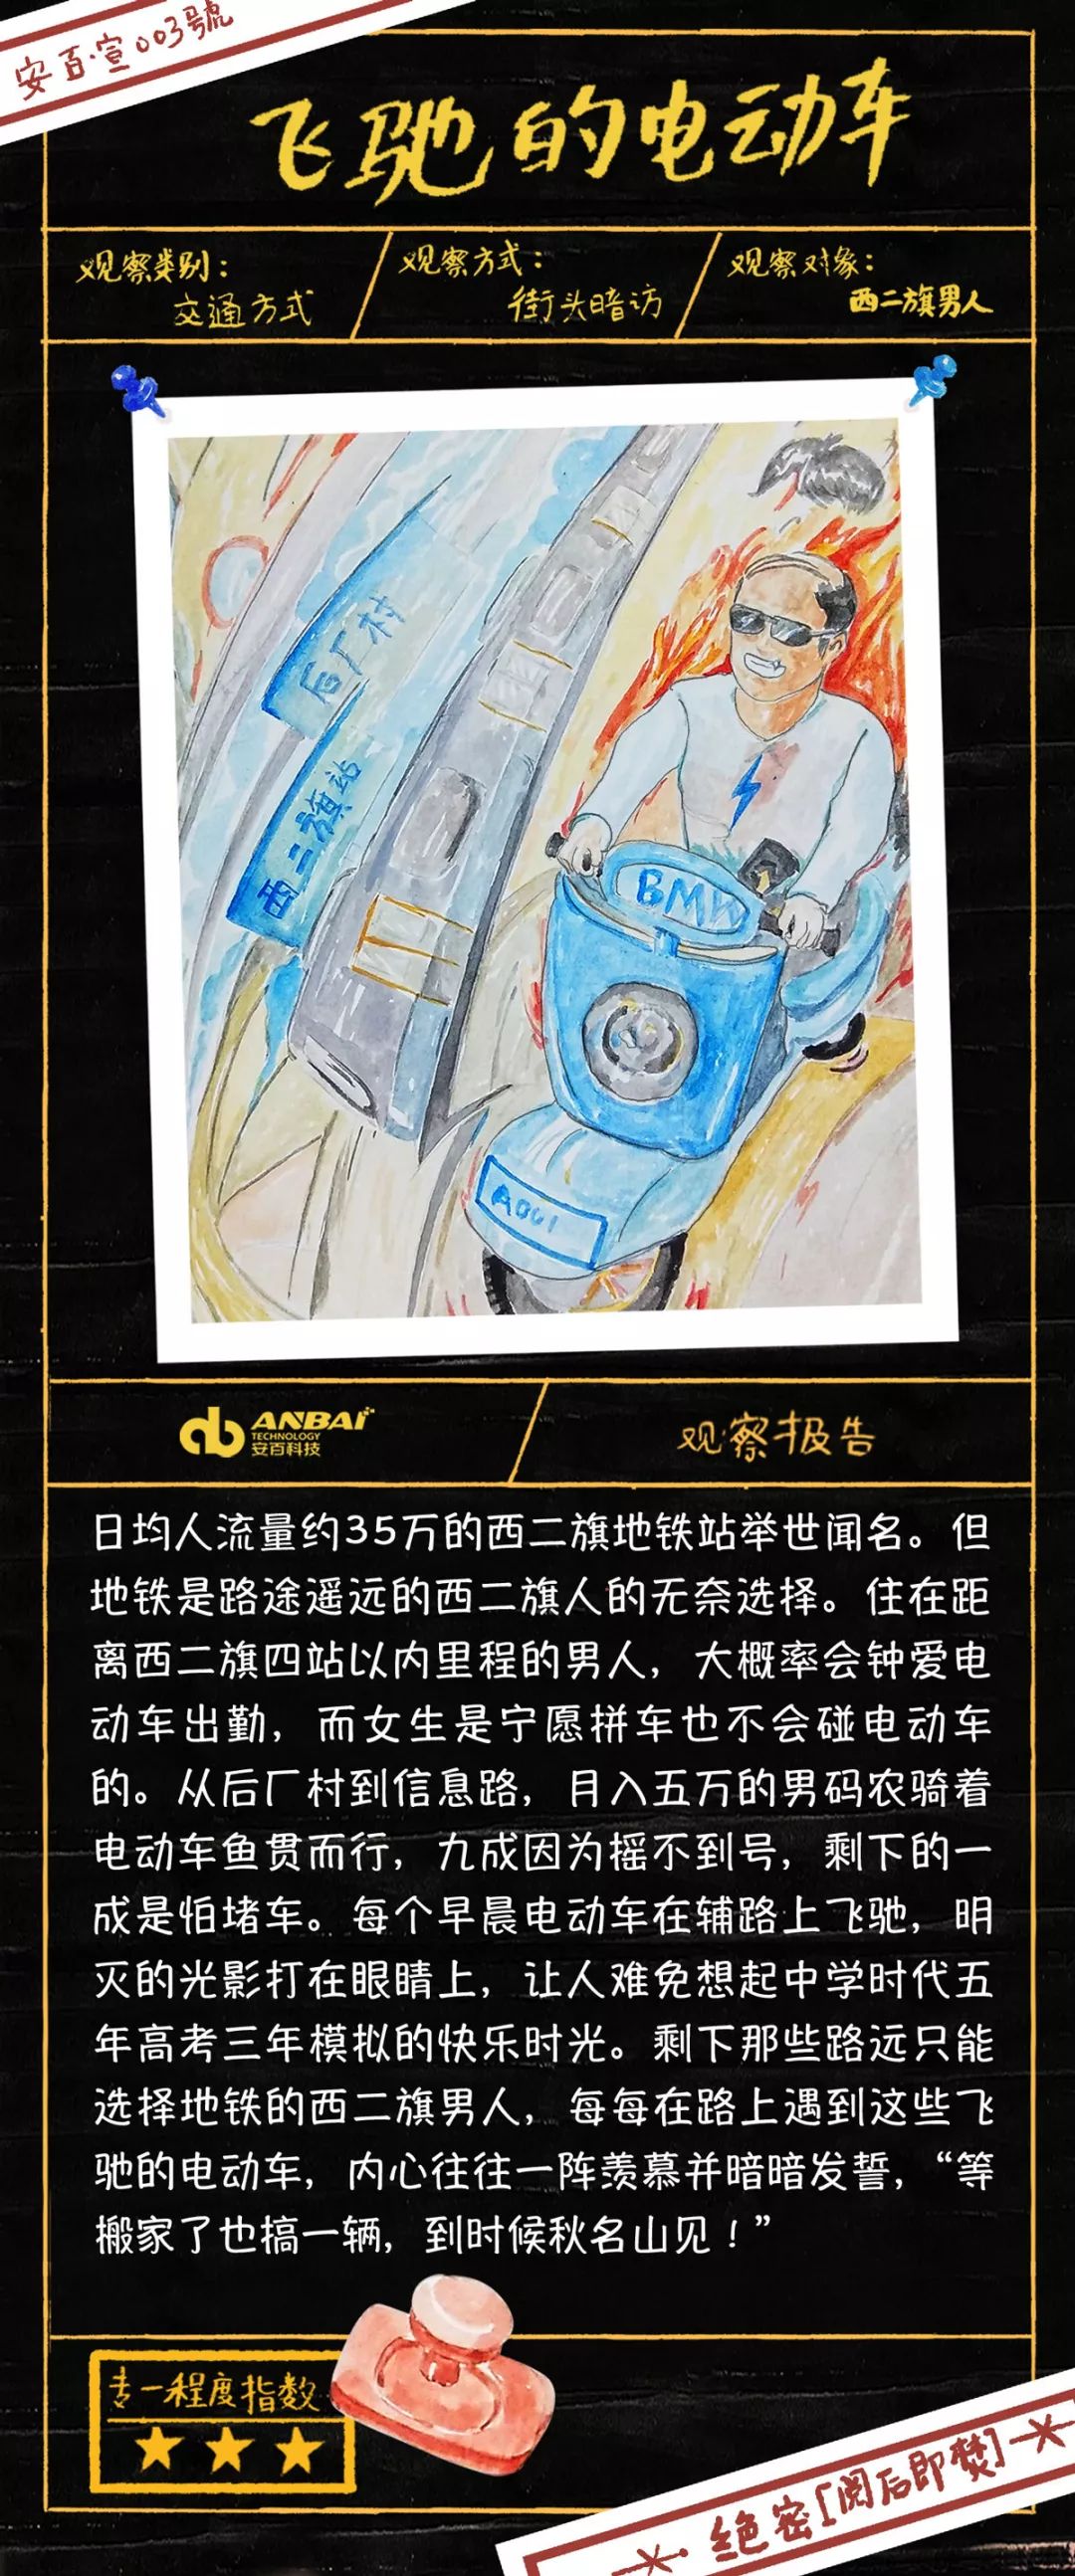 安百·宣003号
飞驰的电动车
观察类别：
交通方式
观察方式：
街头暗访
观察对象：
西二旗男人
后厂村
西二旗站
BMW
A001
ANBAI
TECHNOLOGY
安百科技
观察报告
日均人流量约35万的西二旗地铁站举世闻名。但
地铁是路途遥远的西二旗人的无奈选择。住在距
离西二旗四站以内里程的男人，大概率会钟爱电
动车出勤，而女生是宁愿拼车也不会碰电动车
的。从后厂村到信息路，月入五万的男码农骑着
电动车鱼贯而行，九成因为摇不到号，剩下的一
成是怕堵车。每个早晨电动车在辅路上飞驰，明
灭的光影打在眼睛上，让人难免想起中学时代五
年高考三年模拟的快乐时光。剩下那些路远只能
选择地铁的西二旗男人，每每在路上遇到这些飞
驰的电动车，内心往往一阵羡慕并暗暗发誓，“等
搬家了也搞一辆，到时候秋名山见！”
专一程度指数
绝密[阅后即焚]